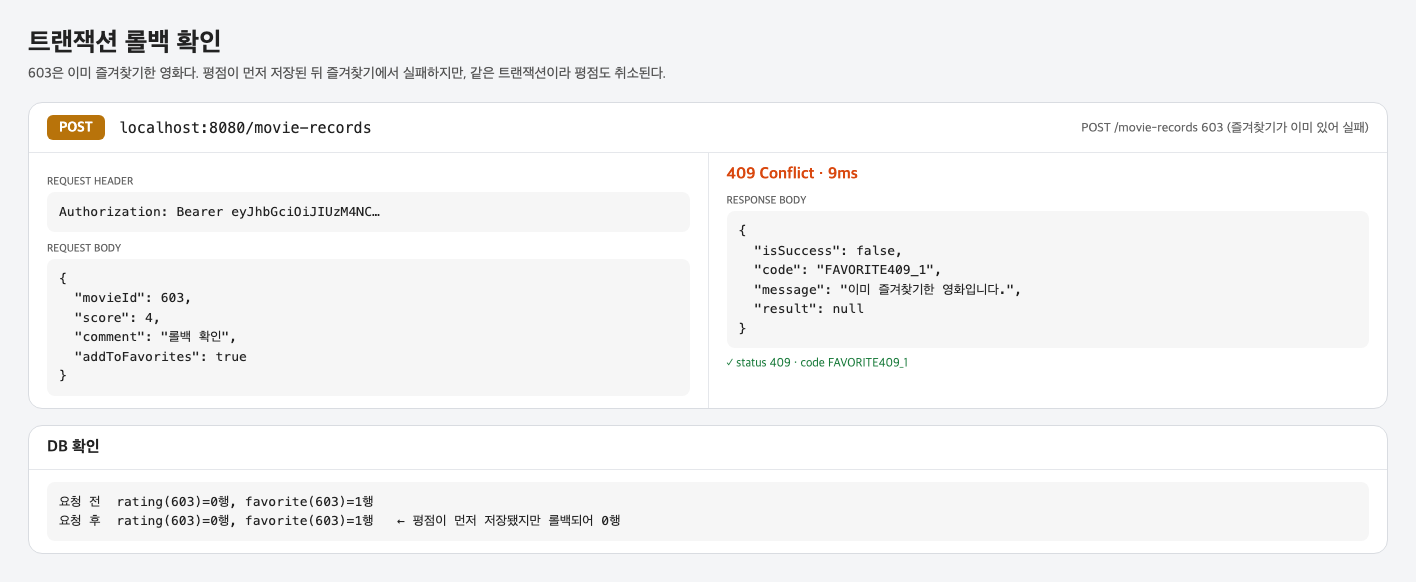 트랜잭션 롤백 확인
603은 이미 즐겨찾기한 영화다. 평점이 먼저 저장된 뒤 즐겨찾기에서 실패하지만, 같은 트랜잭션이라 평점도 취소된다.
POST localhost:8080/movie-records
POST /movie-records 603 (즐겨찾기가 이미 있어 실패)
REQUEST HEADER
Authorization: Bearer eyJhbGciOiJIUzM4NC…
REQUEST BODY
{
  "movieId": 603,
  "score": 4,
  "comment": "롤백 확인",
  "addToFavorites": true
}
409 Conflict · 9ms
RESPONSE BODY
{
  "isSuccess": false,
  "code": "FAVORITE409_1",
  "message": "이미 즐겨찾기한 영화입니다.",
  "result": null
}
✓ status 409 · code FAVORITE409_1
DB 확인
요청 전  rating(603)=0행, favorite(603)=1행
요청 후  rating(603)=0행, favorite(603)=1행   ← 평점이 먼저 저장됐지만 롤백되어 0행